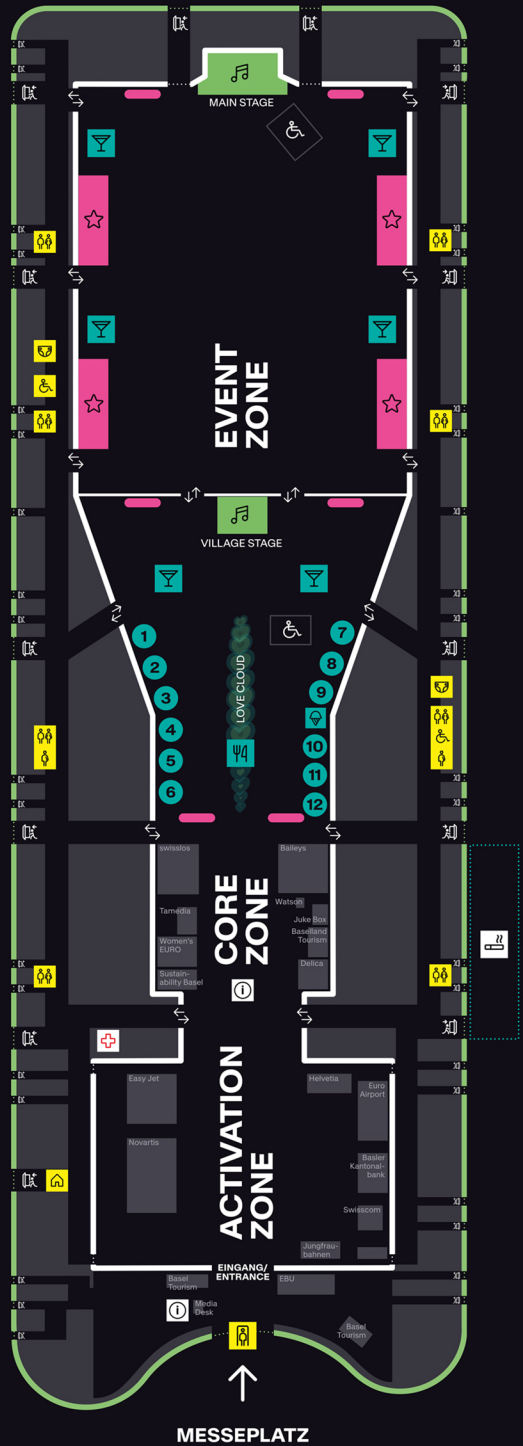 MAIN STAGE
EVENT
ZONE
VILLAGE STAGE
1
7
2
8
3
9
LOVE CLOUD
4
10
5
11
6
12
swisslos
Balleys
Watson
Tamedia
Juke Box
Women's
EURO
Baselland
Tourism
Sustain-
ability Basel
Delica
CORE
ZONE
i
Easy Jet
Helvetia
Euro
Airport
Novartis
Basler
Kantonal-
bank
Swisscom
Jungfrau-
bahnen
ACTIVATION
ZONE
EINGANG/
ENTRANCE
Basel
Tourism
EBU
i
Media
Desk
Basel
Tourism
MESSEPLATZ